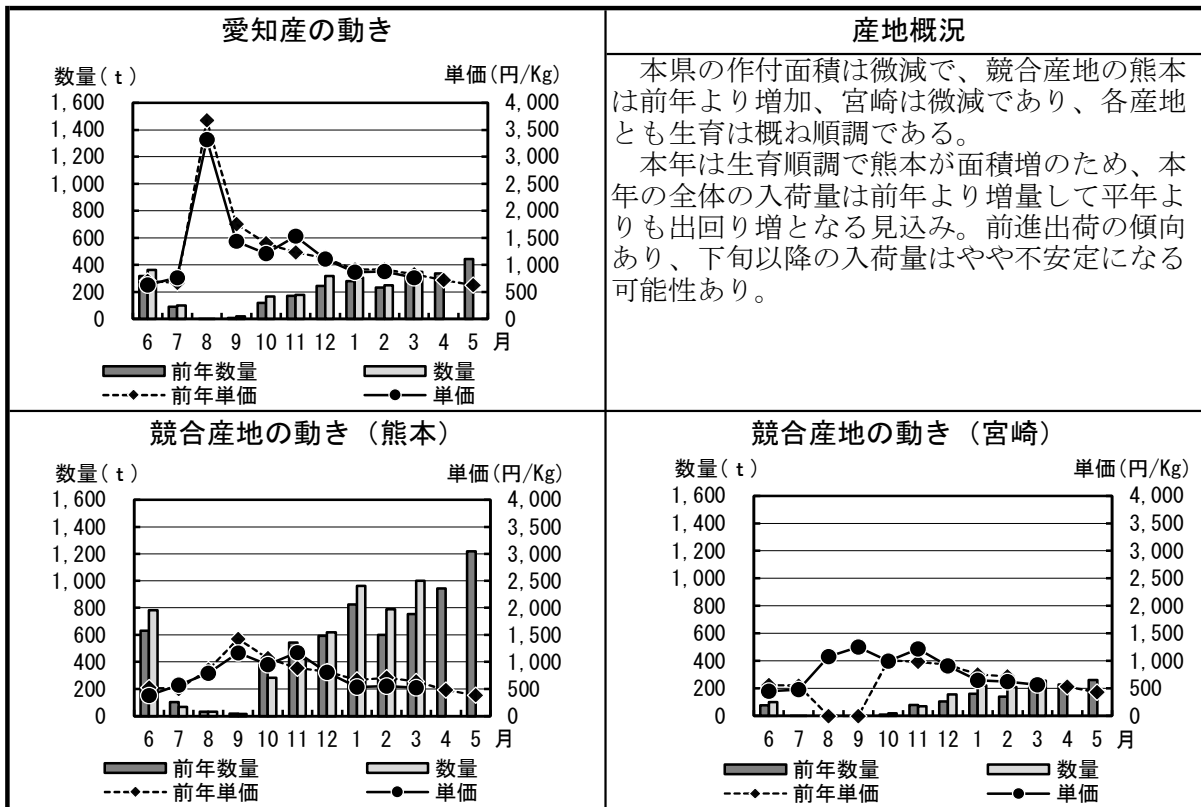 愛知産の動き
数量(t)
単価(円/Kg)
1,600
1,400
1,200
1,000
800
600
400
200
0
4,000
3,500
3,000
2,500
2,000
1,500
1,000
500
0
6 7 8 9 10 11 12 1 2 3 4 5 月
前年数量
数量
前年単価
単価
産地概況
本県の作付面積は微減で、競合産地の熊本
は前年より増加、宮崎は微減であり、各産地
とも生育は概ね順調である。
本年は生育順調で熊本が面積増のため、本
年の全体の入荷量は前年より増量して平年よ
りも出回り増となる見込み。前進出荷の傾向
あり、下旬以降の入荷量はやや不安定になる
可能性あり。
競合産地の動き（熊本）
数量(t)
単価(円/Kg)
1,600
1,400
1,200
1,000
800
600
400
200
0
4,000
3,500
3,000
2,500
2,000
1,500
1,000
500
0
6 7 8 9 10 11 12 1 2 3 4 5 月
前年数量
数量
前年単価
単価
競合産地の動き（宮崎）
数量(t)
単価(円/Kg)
1,600
1,400
1,200
1,000
800
600
400
200
0
4,000
3,500
3,000
2,500
2,000
1,500
1,000
500
0
6 7 8 9 10 11 12 1 2 3 4 5 月
前年数量
数量
前年単価
単価